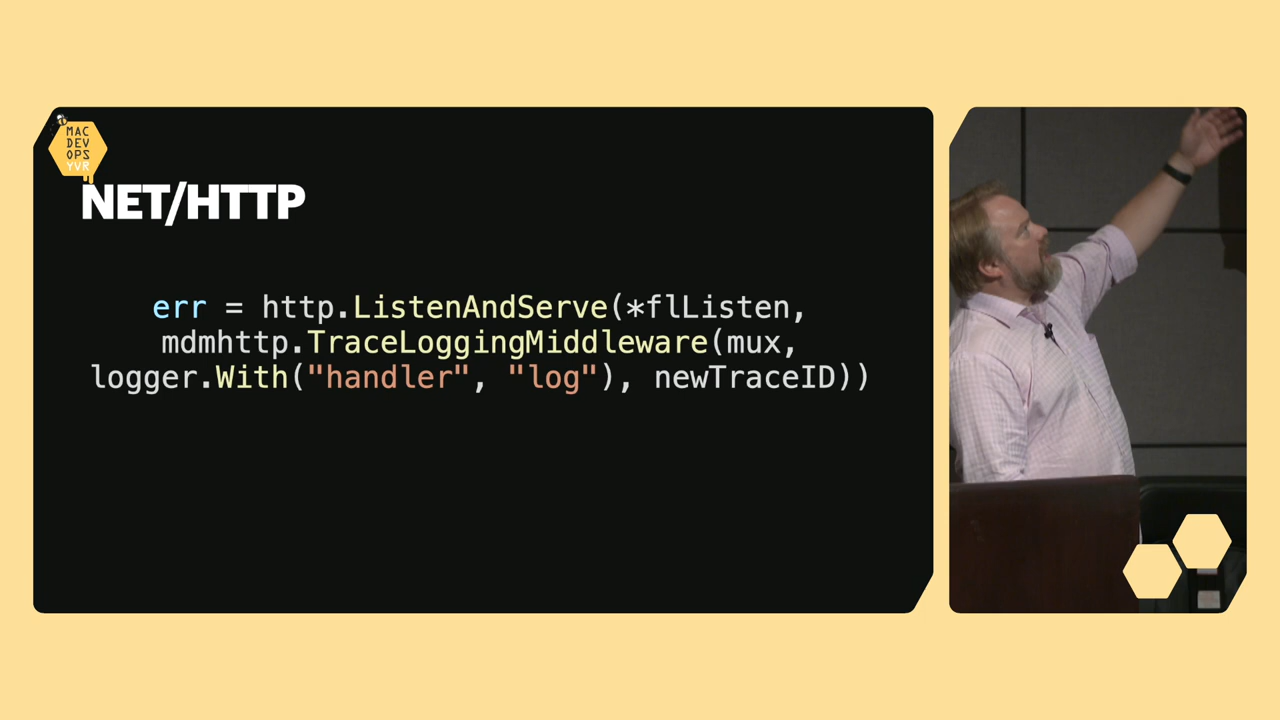 MAC
DEV
OPS
YVR
NET/HTTP
err = http.ListenAndServe(*flListen,
mdmhttp.TraceLoggingMiddleware(mux,
logger.With("handler", "log"), newTraceID))